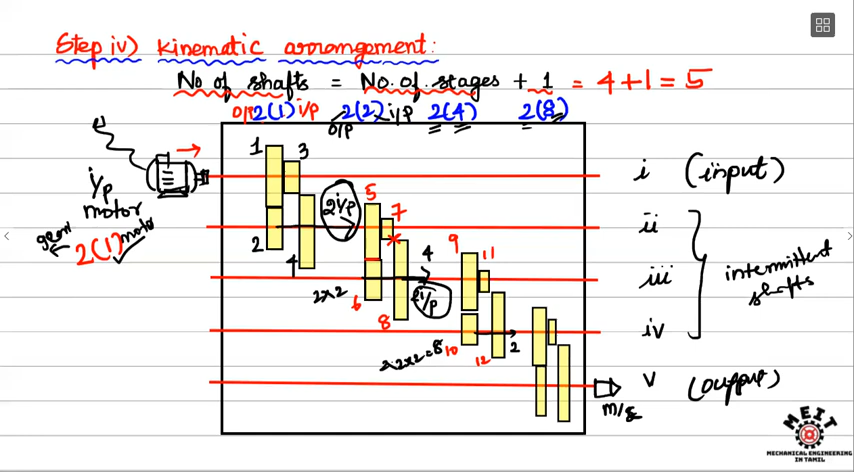 Step iv) Kinematic arrangement:
No of shafts = No. of stages + 1 = 4+1 = 5
O/P 2(1) i/P 2(2) i/P 2(4) 2(8)
O/P
1 3
i (input)
i/p
motor
gear 2(1) motor
2 i/P 5 7
ii
2 4 9 11
4
iii
intermittent
shafts
2x2 6 2 i/P
8
iv
2x2x2=8 10 12 2
v (output)
m/s
MEIT
MECHANICAL ENGINEERING
IN TAMIL